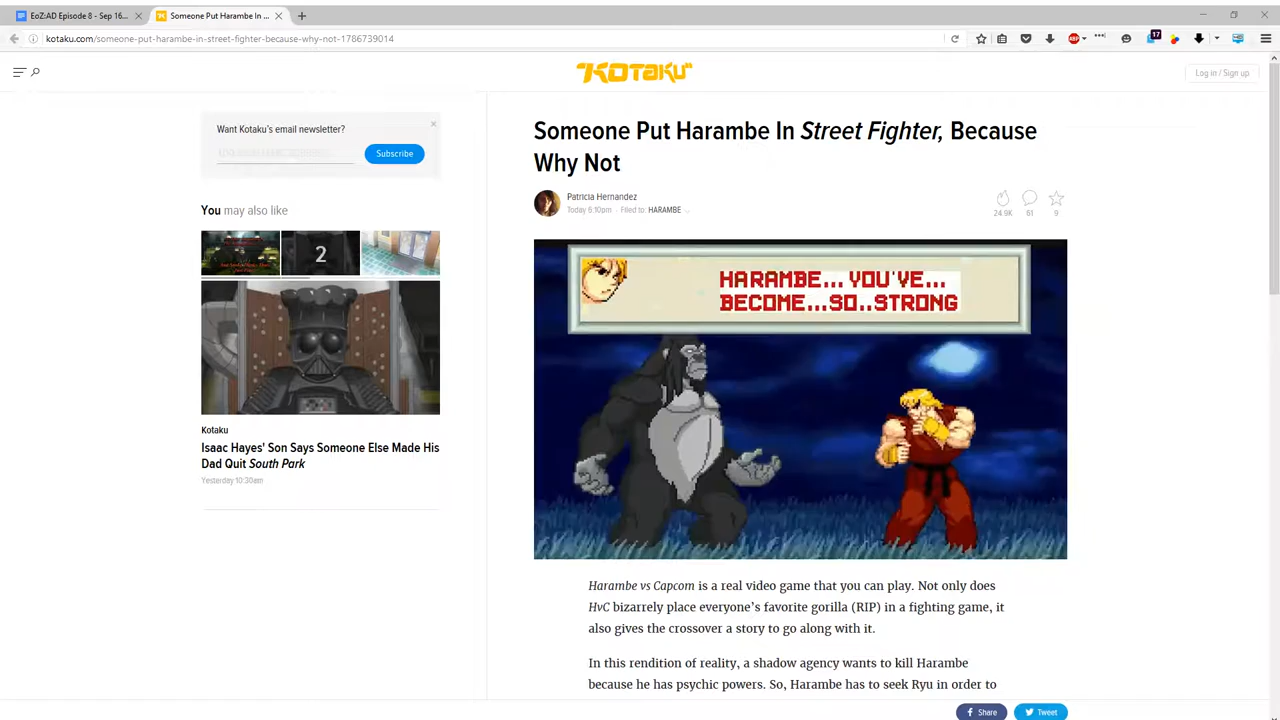 EoZ:AD Episode 8 - Sep 16...
Someone Put Harambe In ...
kotaku.com/someone-put-harambe-in-street-fighter-because-why-not-1786739014
ABP
17
KOTAKU
Log in / Sign up
Want Kotaku's email newsletter?
Subscribe
You may also like
2
Kotaku
Isaac Hayes' Son Says Someone Else Made His
Dad Quit South Park
Yesterday 10:30am
Someone Put Harambe In Street Fighter, Because
Why Not
Patricia Hernandez
Today 6:10pm · Filed to: HARAMBE
24.9K
61
9
HARAMBE... YOU'VE...
BECOME...SO..STRONG
Harambe vs Capcom is a real video game that you can play. Not only does
HvC bizarrely place everyone's favorite gorilla (RIP) in a fighting game, it
also gives the crossover a story to go along with it.
In this rendition of reality, a shadow agency wants to kill Harambe
because he has psychic powers. So, Harambe has to seek Ryu in order to
Share
Tweet